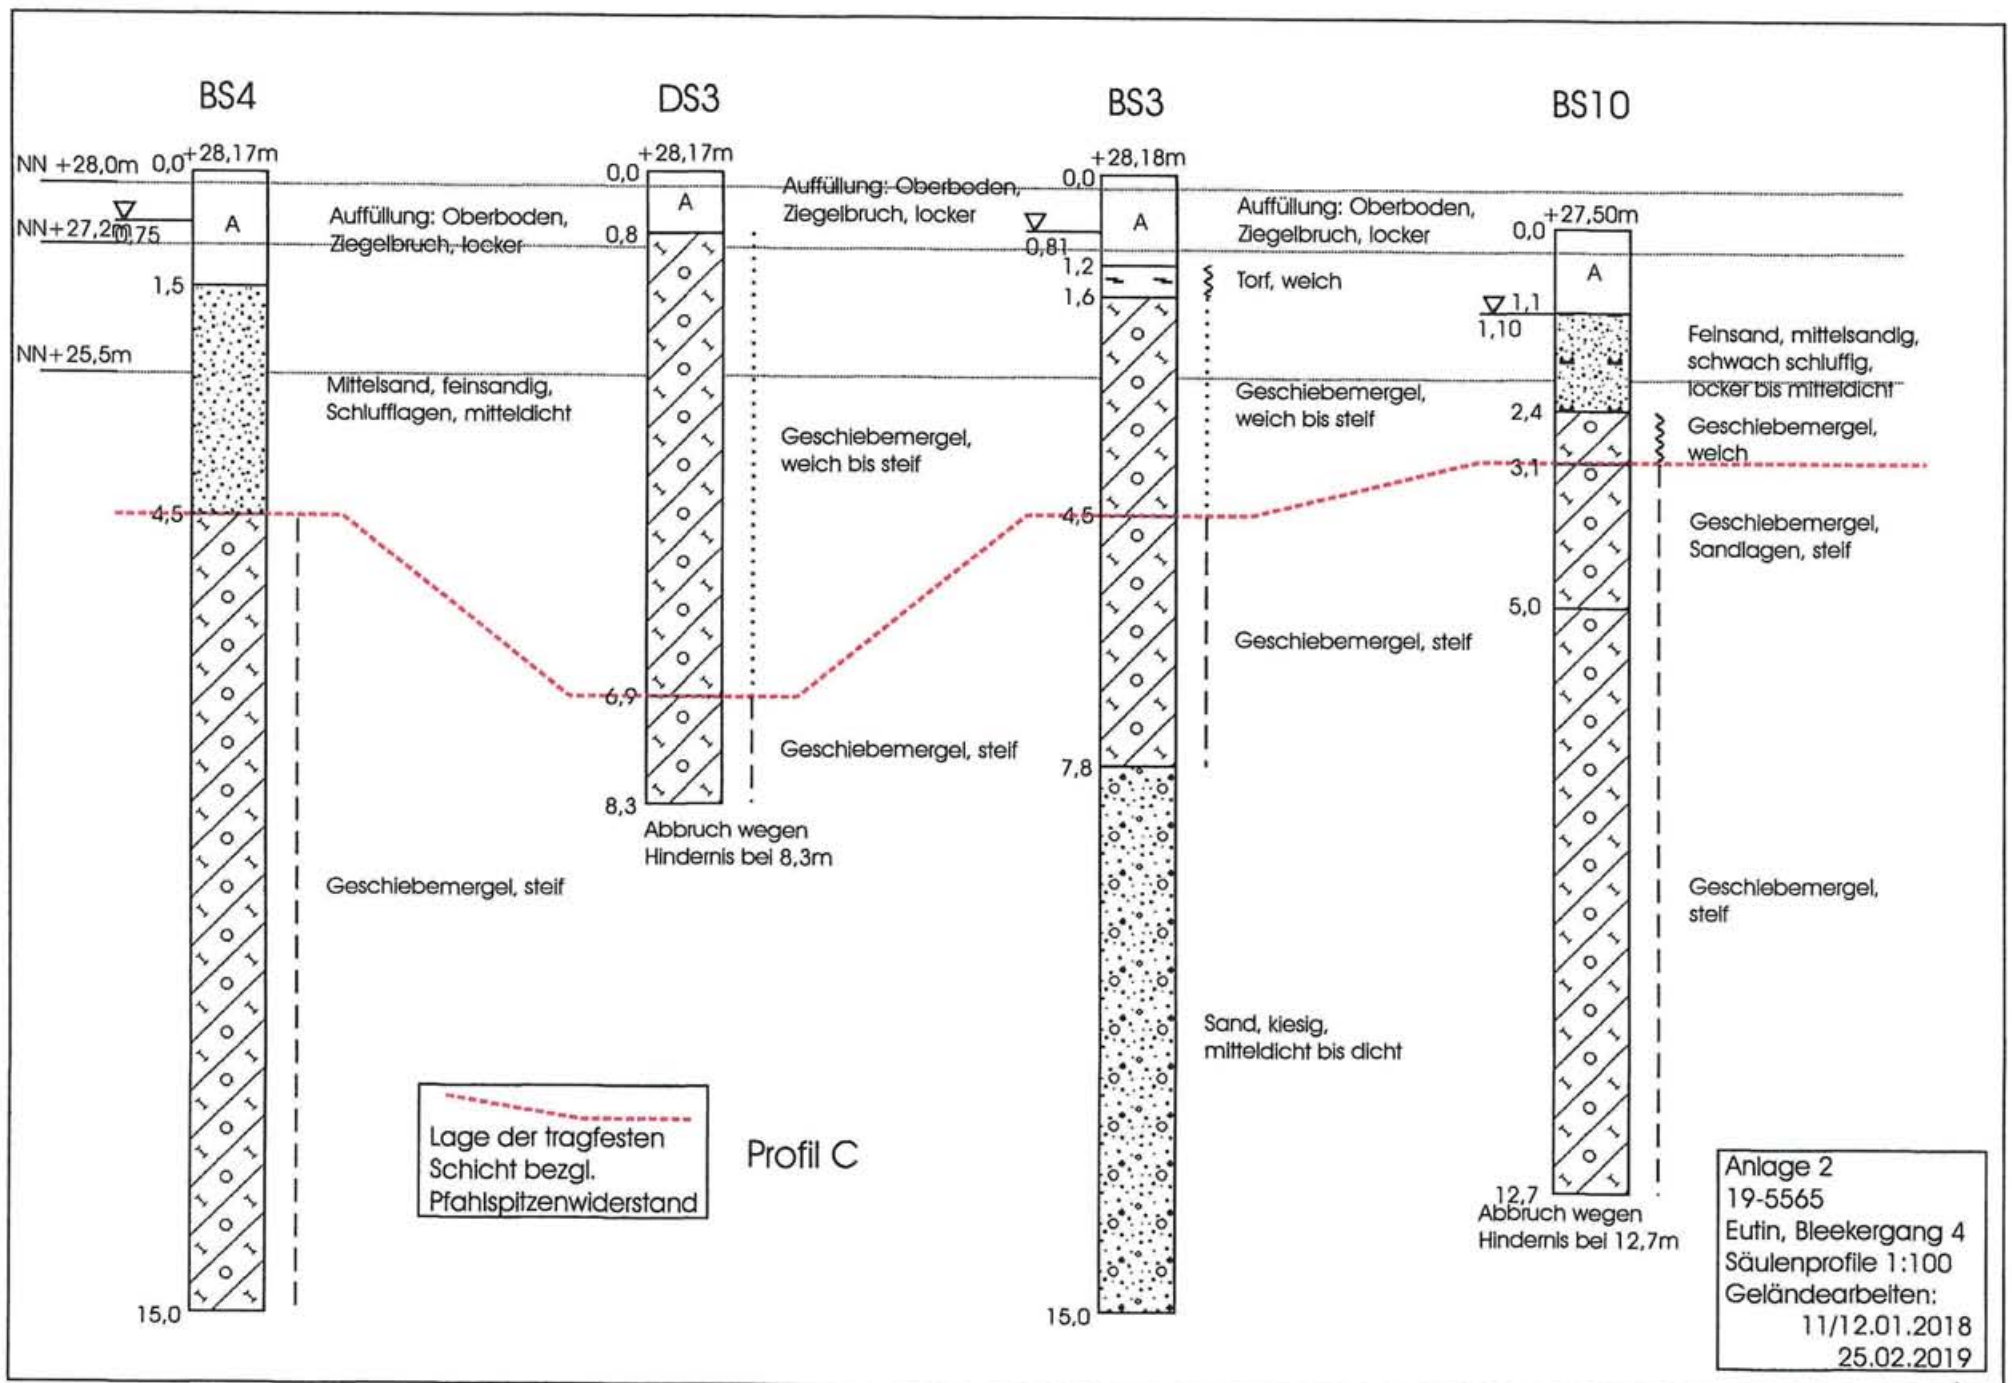 BS4
DS3
BS3
BS10
NN +28,0m
0,0
+28,17m
A
NN+27,2m
0,75
1,5
NN+25,5m
4,5
15,0
Auffüllung: Oberboden,
Ziegelbruch, locker
Mittelsand, feinsandig,
Schlufflagen, mitteldicht
Geschiebemergel, steif
0,0
+28,17m
A
0,8
6,9
8,3
Auffüllung: Oberboden,
Ziegelbruch, locker
Geschiebemergel,
weich bis steif
Geschiebemergel, steif
Abbruch wegen
Hindernis bei 8,3m
0,0
+28,18m
A
0,81
1,2
1,6
4,5
7,8
15,0
Auffüllung: Oberboden,
Ziegelbruch, locker
Torf, weich
Geschiebemergel,
weich bis steif
Geschiebemergel, steif
Sand, kiesig,
mitteldicht bis dicht
0,0
+27,50m
A
1,1
1,10
2,4
3,1
5,0
12,7
Feinsand, mittelsandig,
schwach schluffig,
locker bis mitteldicht
Geschiebemergel,
weich
Geschiebemergel,
Sandlagen, steif
Geschiebemergel,
steif
Abbruch wegen
Hindernis bei 12,7m
Lage der tragfesten
Schicht bezgl.
Pfahlspitzenwiderstand
Profil C
Anlage 2
19-5565
Eutin, Bleekergang 4
Säulenprofile 1:100
Geländearbeiten:
11/12.01.2018
25.02.2019